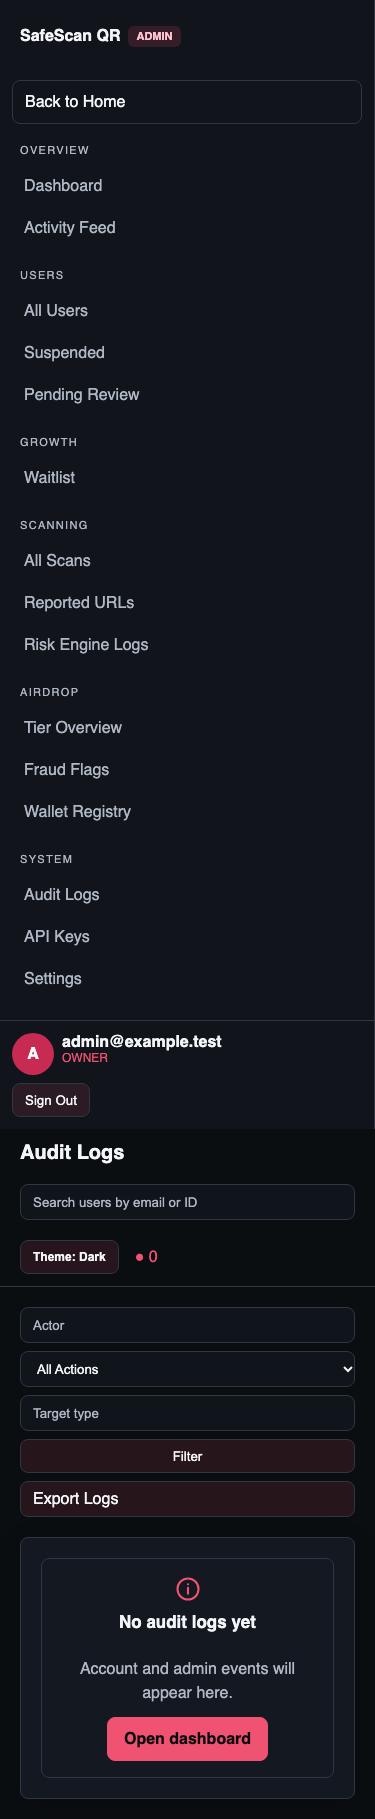 SafeScan QR ADMIN
Back to Home
OVERVIEW
Dashboard
Activity Feed
USERS
All Users
Suspended
Pending Review
GROWTH
Waitlist
SCANNING
All Scans
Reported URLs
Risk Engine Logs
AIRDROP
Tier Overview
Fraud Flags
Wallet Registry
SYSTEM
Audit Logs
API Keys
Settings
A
admin@example.test
OWNER
Sign Out
Audit Logs
Search users by email or ID
Theme: Dark 0
Actor
All Actions
Target type
Filter
Export Logs
No audit logs yet
Account and admin events will
appear here.
Open dashboard